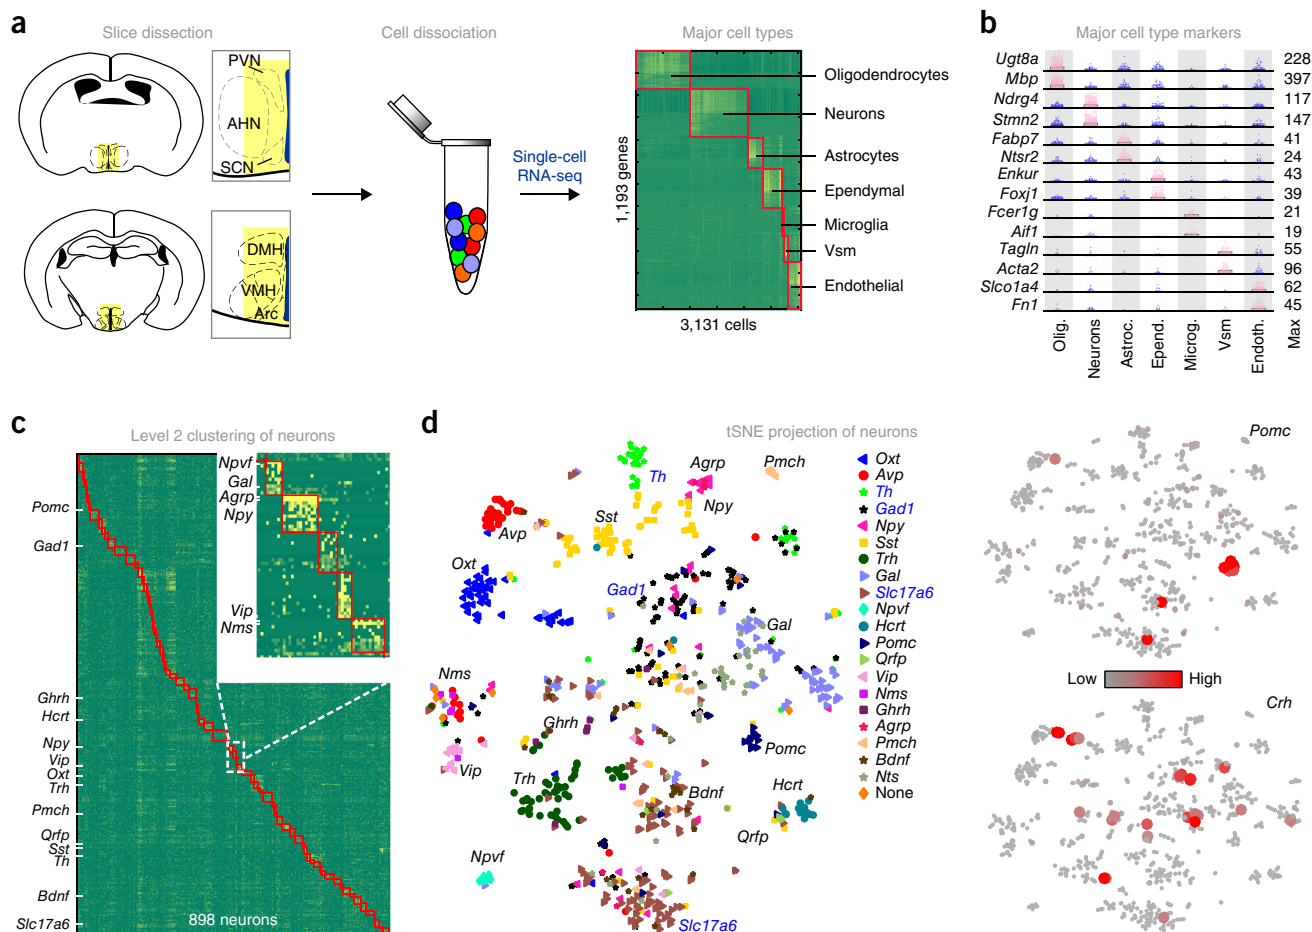 a
Slice dissection
Cell dissociation
Major cell types
PVN
AHN
SCN
DMH
VMH
Arc
Single-cell
RNA-seq
1,193 genes
3,131 cells
Oligodendrocytes
Neurons
Astrocytes
Ependymal
Microglia
Vsm
Endothelial
b
Major cell type markers
Ugt8a 228
Mbp 397
Ndrg4 117
Stmn2 147
Fabp7 41
Ntsr2 24
Enkur 43
Foxj1 39
Fcer1g 21
Aif1 19
Tagln 55
Acta2 96
Slco1a4 62
Fn1 45
Olig. Neurons Astroc. Epend. Microg. Vsm Endoth. Max
c
Level 2 clustering of neurons
Pomc
Gad1
Ghrh
Hcrt
Npy
Vip
Oxt
Trh
Pmch
Qrfp
Sst
Th
Bdnf
Slc17a6
898 neurons
Npvf
Gal
Agrp
Npy
Vip
Nms
d
tSNE projection of neurons
Th
Agrp
Pmch
Npy
Sst
Avp
Oxt
Gad1
Gal
Nms
Ghrh
Pomc
Vip
Trh
Bdnf
Hcrt
Qrfp
Npvf
Slc17a6
Oxt
Avp
Th
Gad1
Npy
Sst
Trh
Gal
Slc17a6
Npvf
Hcrt
Pomc
Qrfp
Vip
Nms
Ghrh
Agrp
Pmch
Bdnf
Nts
None
Pomc
Low High
Crh